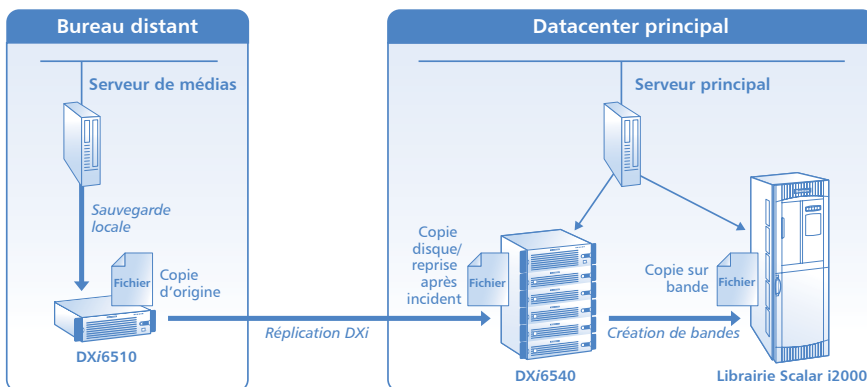 Bureau distant
Serveur de médias
Sauvegarde
locale
Fichier
Copie
d’origine
DXi6510
Réplication DXi
Datacenter principal
Serveur principal
Copie
disque/
reprise
après
incident
Fichier
DXi6540
Création de bandes
Copie sur
bande
Fichier
Librairie Scalar i2000